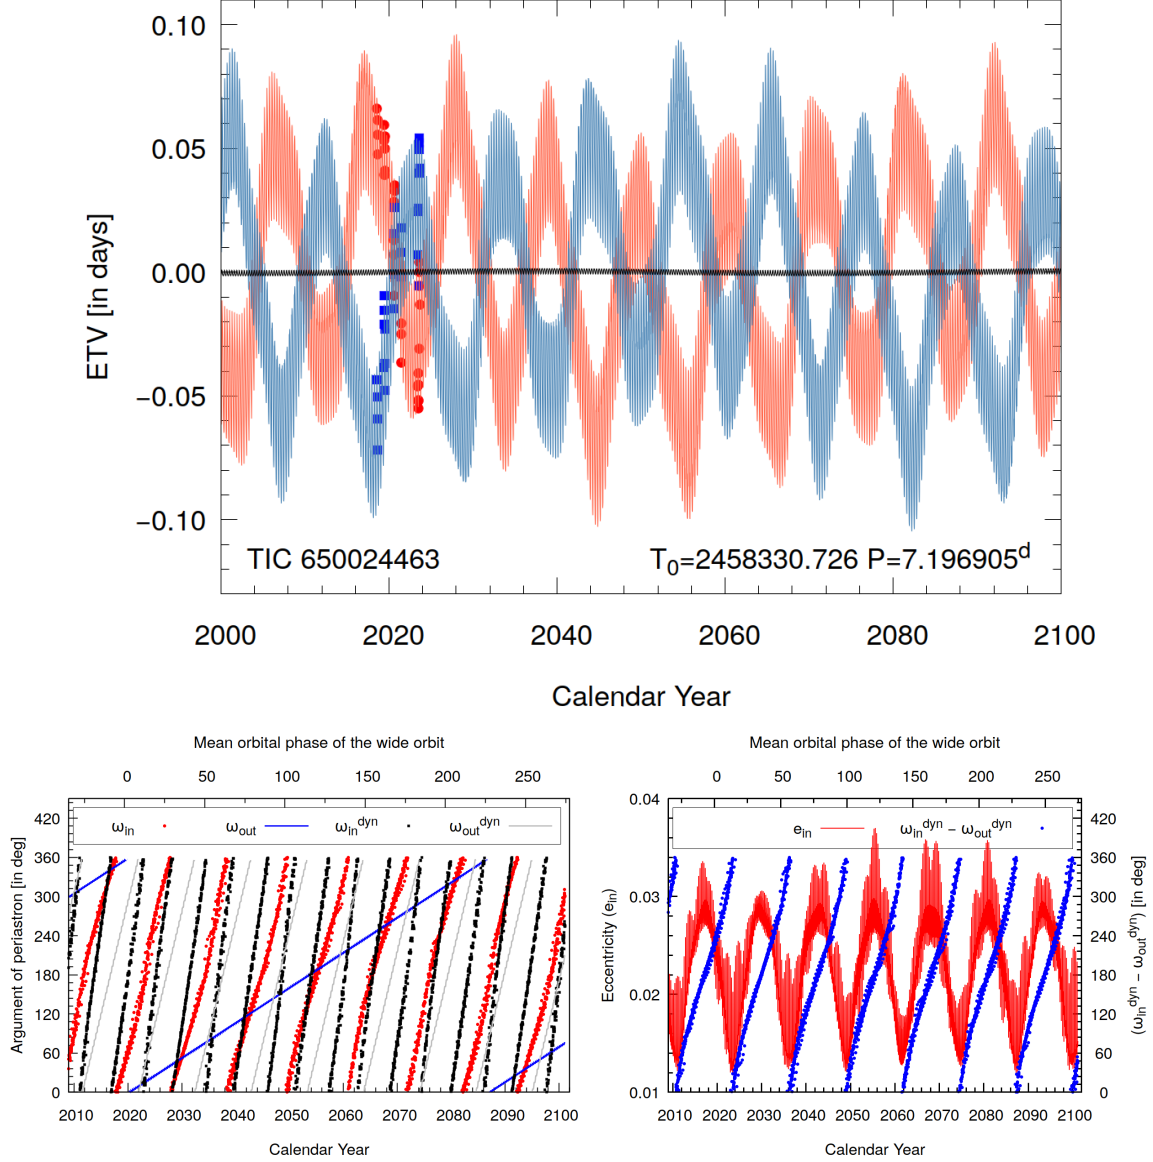 0.10
0.05
0.00
−0.05
−0.10
ETV [in days]
TIC 650024463
T0=2458330.726 P=7.196905d
2000 2020 2040 2060 2080 2100
Calendar Year
Mean orbital phase of the wide orbit
0 50 100 150 200 250
420
360
300
240
180
120
60
0
Argument of periastron [in deg]
ωin ωout ωindyn ωoutdyn
2010 2020 2030 2040 2050 2060 2070 2080 2090 2100
Calendar Year
Mean orbital phase of the wide orbit
0 50 100 150 200 250
0.04
0.03
0.02
0.01
Eccentricity (ein)
ein ωindyn − ωoutdyn
420
360
300
240
180
120
60
0
(ωindyn − ωoutdyn) [in deg]
2010 2020 2030 2040 2050 2060 2070 2080 2090 2100
Calendar Year